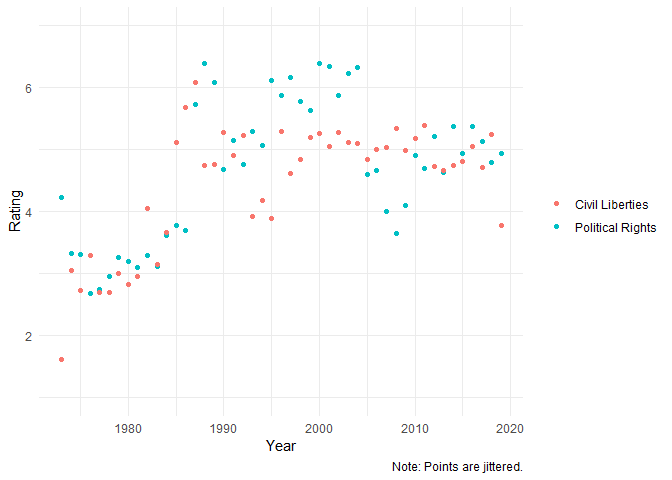 6
4
2
Rating
1980 1990 2000 2010 2020
Year
Civil Liberties
Political Rights
Note: Points are jittered.